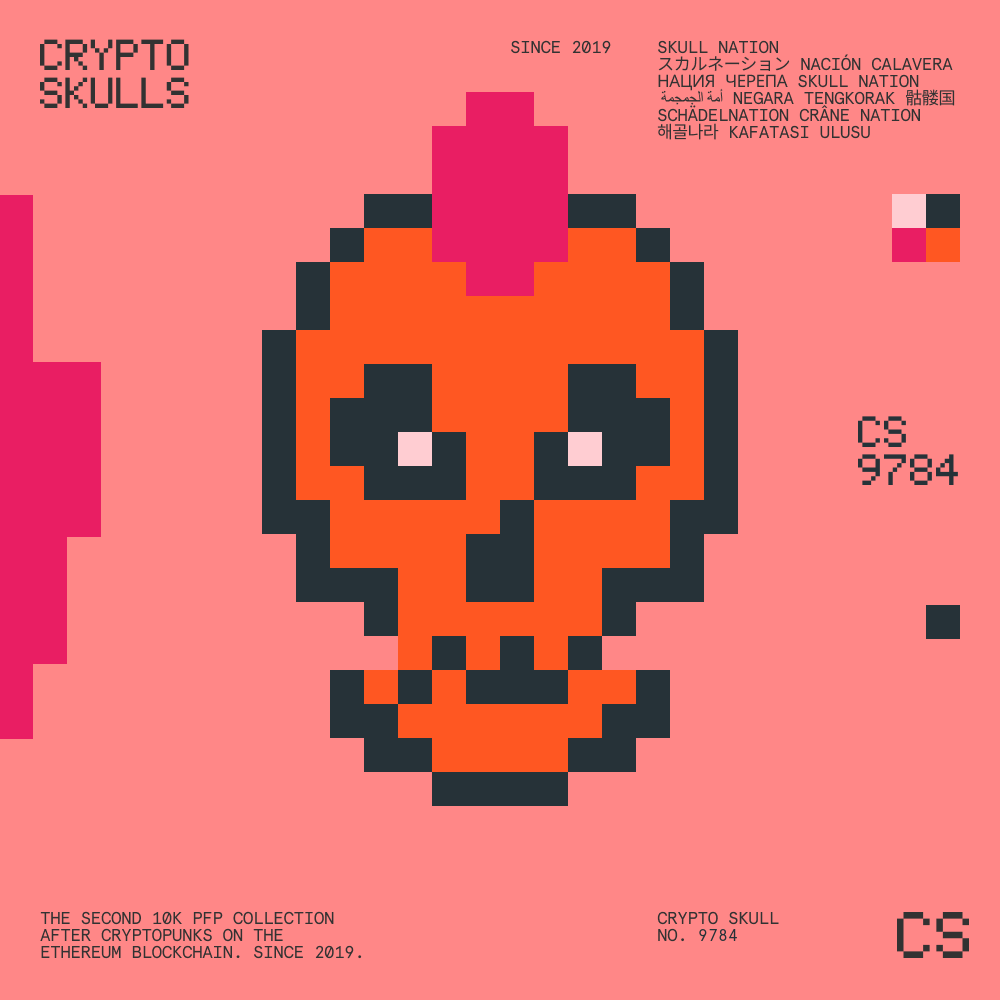 CRYPTO
SKULLS
SINCE 2019
SKULL NATION
スカルネーション NACIÓN CALAVERA
НАЦИЯ ЧЕРЕПА SKULL NATION
أمة الجمجمة NEGARA TENGKORAK 骷髅国
SCHÄDELNATION CRÂNE NATION
해골나라 KAFATASI ULUSU
CS
9784
THE SECOND 10K PFP COLLECTION
AFTER CRYPTOPUNKS ON THE
ETHEREUM BLOCKCHAIN. SINCE 2019.
CRYPTO SKULL
NO. 9784
CS